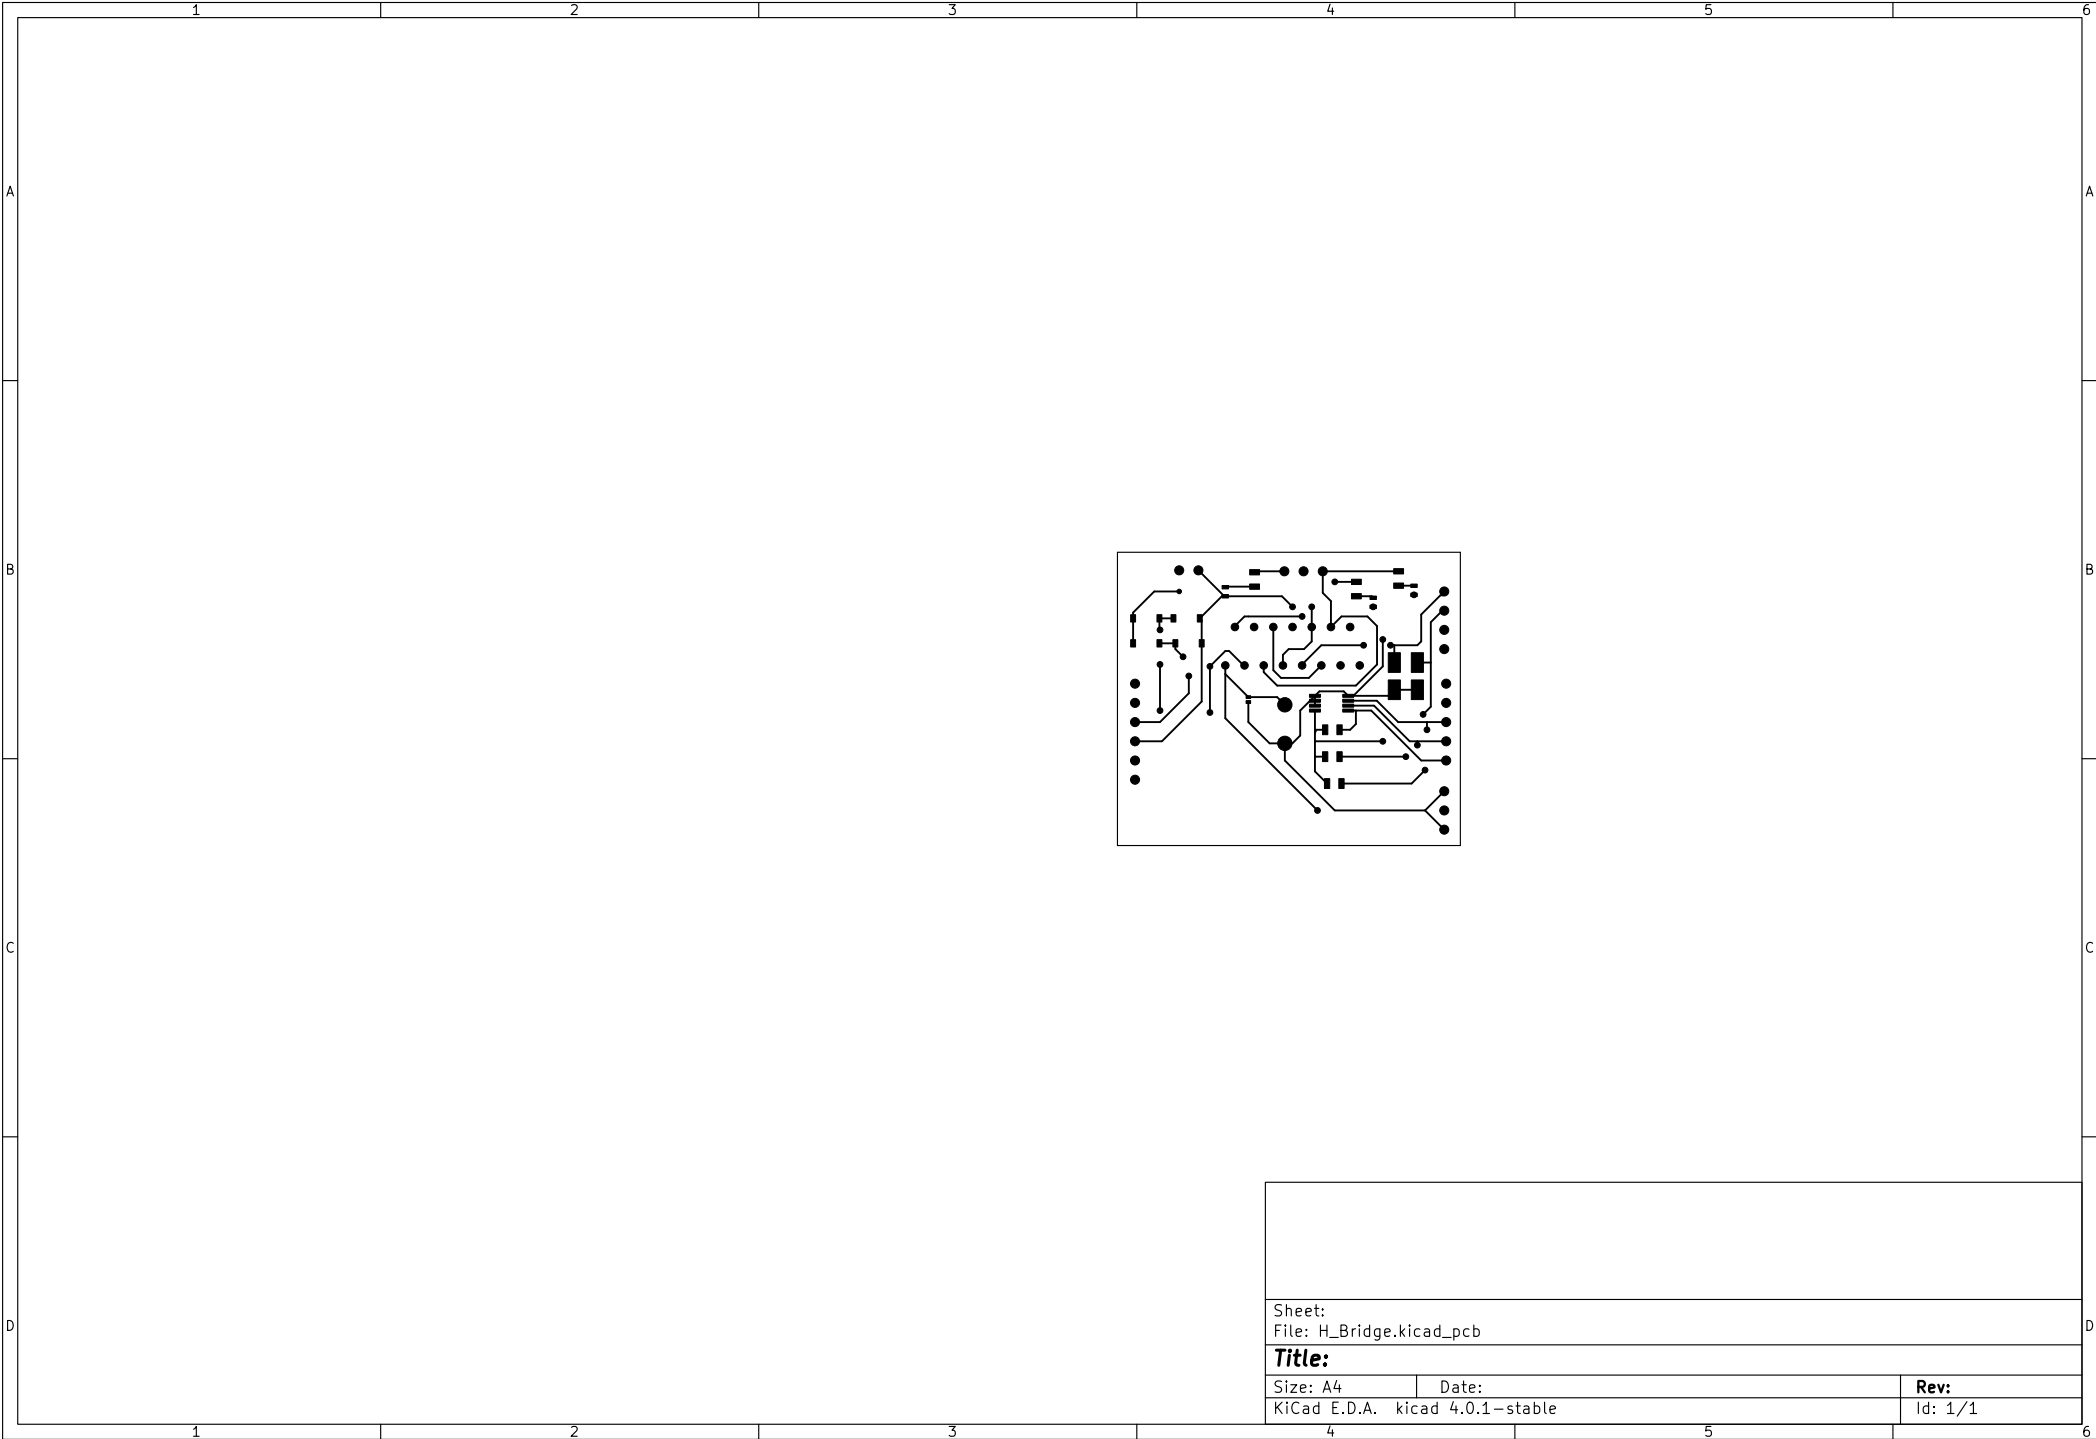 1 2 3 4 5 6
A A
B B
C C
Sheet:
D D
File: H_Bridge.kicad_pcb
Title:
Size: A4 Date: Rev:
KiCad E.D.A. kicad 4.0.1-stable Id: 1/1
1 2 3 4 5 6